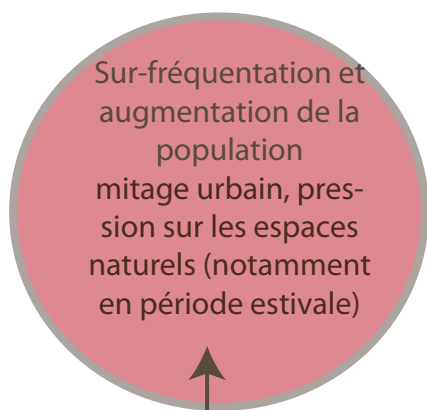 Sur-fréquentation et
augmentation de la
population
mitage urbain, pres-
sion sur les espaces
naturels (notamment
en période estivale)